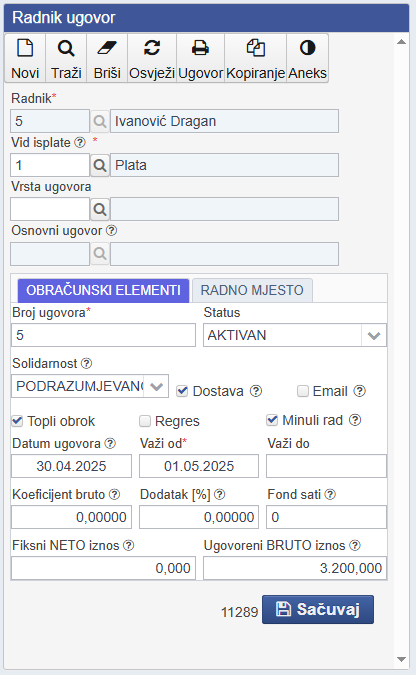 Radnik ugovor
Novi Traži Briši Osvježi Ugovor Kopiranje Aneks
Radnik*
5 Ivanović Dragan
Vid isplate ? *
1 Plata
Vrsta ugovora
Osnovni ugovor ?
OBRAČUNSKI ELEMENTI RADNO MJESTO
Broj ugovora* Status
5 AKTIVAN
Solidarnost ?
PODRAZUMJEVANO Dostava ? Email ?
Topli obrok Regres Minuli rad ?
Datum ugovora ? Važi od* Važi do
30.04.2025 01.05.2025
Koeficijent bruto ? Dodatak [%] ? Fond sati ?
0,00000 0,00000 0
Fiksni NETO iznos ? Ugovoreni BRUTO iznos ?
0,000 3.200,000
11289 Sačuvaj